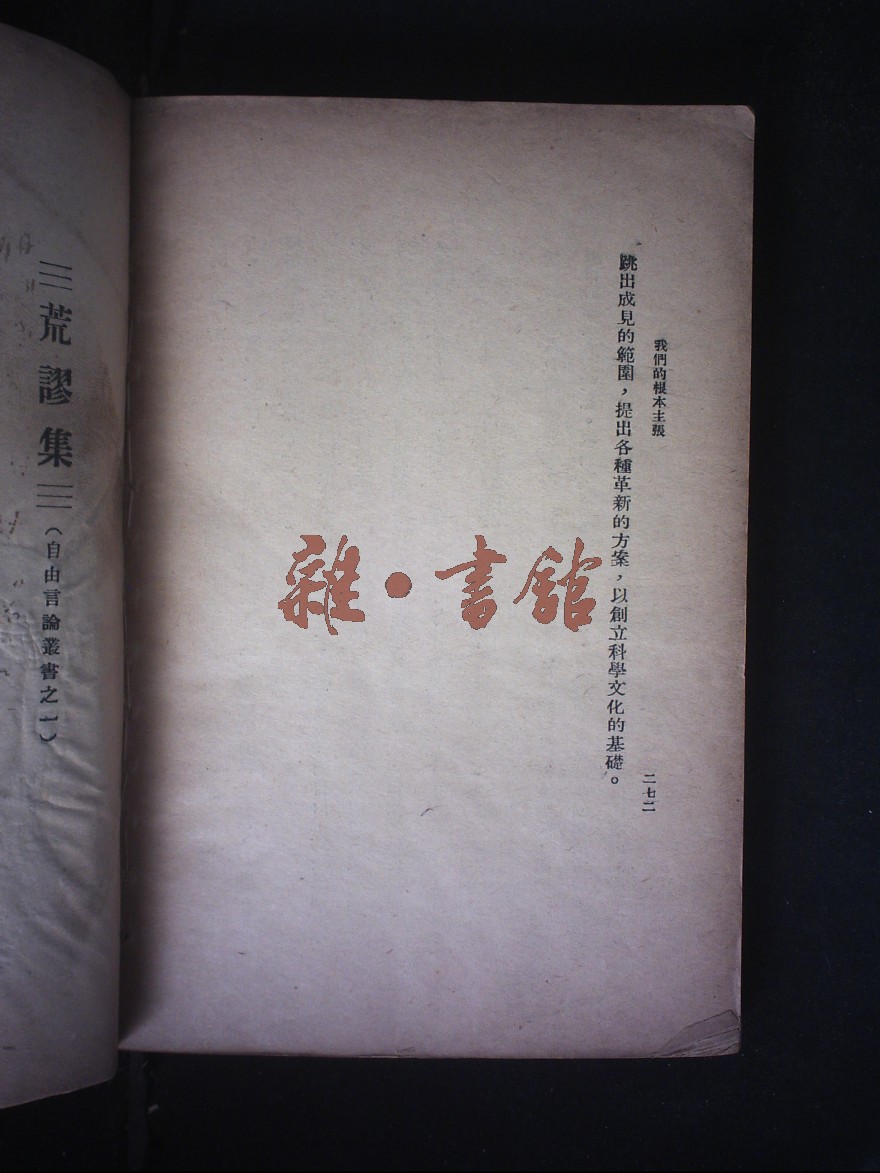 我們的根本主張
二七二
跳出成見的範圍，提出各種革新的方案，以創立科學文化的基礎。
雜·書館
荒謬集
（自由言論叢書之一）